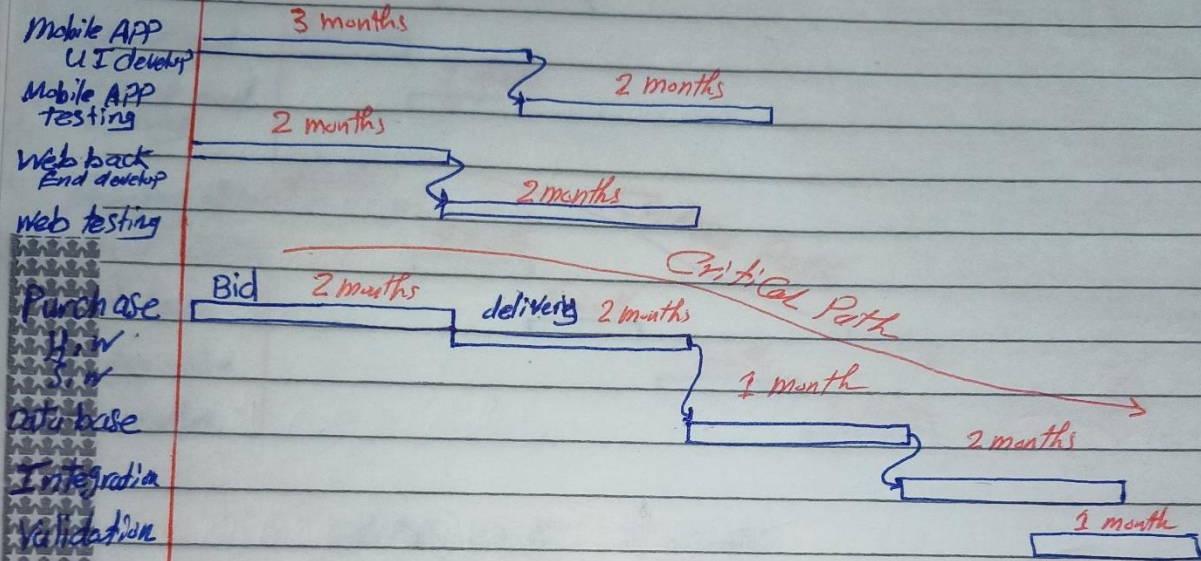 3 months
Mobile APP
UI develop
2 months
Mobile APP
testing
2 months
Web back
End develop
2 months
Web testing
Critical Path
Bid 2 months
Purchase
delivery 2 months
H.W
S.W
1 month
Data base
2 months
Integration
1 month
Validation